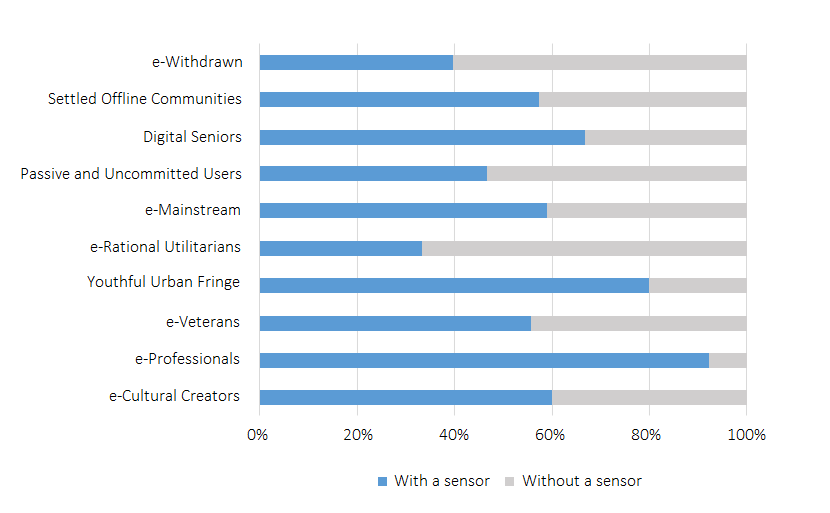 e-Withdrawn
Settled Offline Communities
Digital Seniors
Passive and Uncommitted Users
e-Mainstream
e-Rational Utilitarians
Youthful Urban Fringe
e-Veterans
e-Professionals
e-Cultural Creators
0% 20% 40% 60% 80% 100%
With a sensor Without a sensor